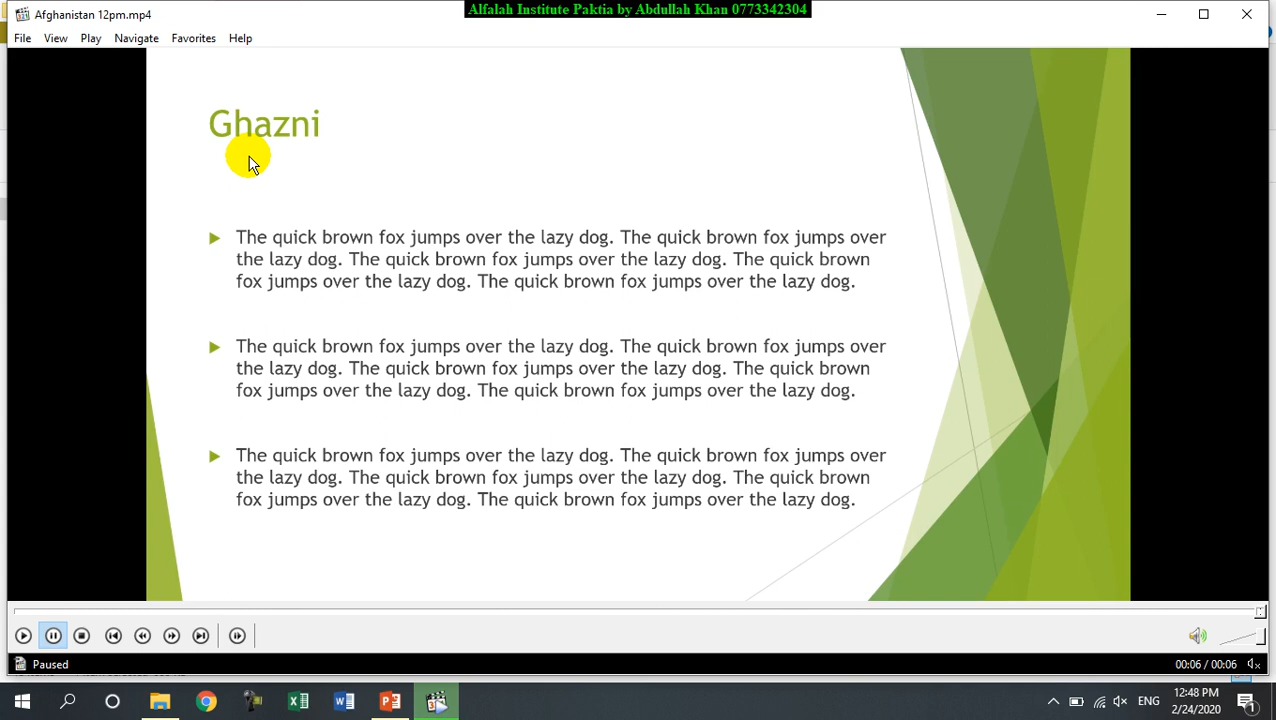 Alfalah Institute Paktia by Abdullah Khan 0773342304
Afghanistan 12pm.mp4
File View Play Navigate Favorites Help
Ghazni
The quick brown fox jumps over the lazy dog. The quick brown fox jumps over
the lazy dog. The quick brown fox jumps over the lazy dog. The quick brown
fox jumps over the lazy dog. The quick brown fox jumps over the lazy dog.
The quick brown fox jumps over the lazy dog. The quick brown fox jumps over
the lazy dog. The quick brown fox jumps over the lazy dog. The quick brown
fox jumps over the lazy dog. The quick brown fox jumps over the lazy dog.
The quick brown fox jumps over the lazy dog. The quick brown fox jumps over
the lazy dog. The quick brown fox jumps over the lazy dog. The quick brown
fox jumps over the lazy dog. The quick brown fox jumps over the lazy dog.
Paused
00:06 / 00:06
ENG
12:48 PM
2/24/2020
1